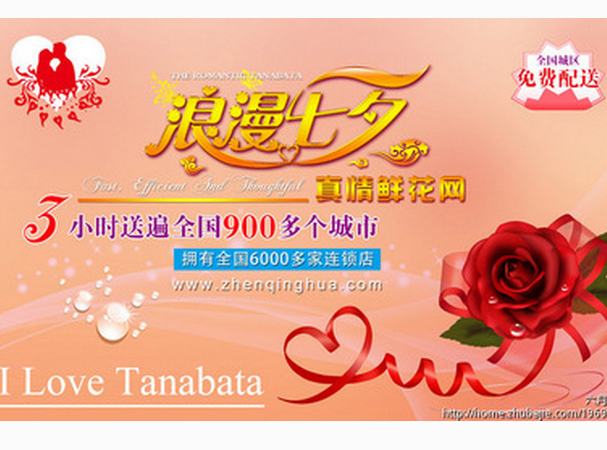 THE ROMANTIC TANABATA
浪漫七夕
全国城区
免费配送
Fast, Efficient And Thoughtful
真情鲜花网
3小时送遍全国900多个城市
拥有全国6000多家连锁店
www.zhenqinghua.com
I Love Tanabata
六月
http://home.zhubajie.com/1969